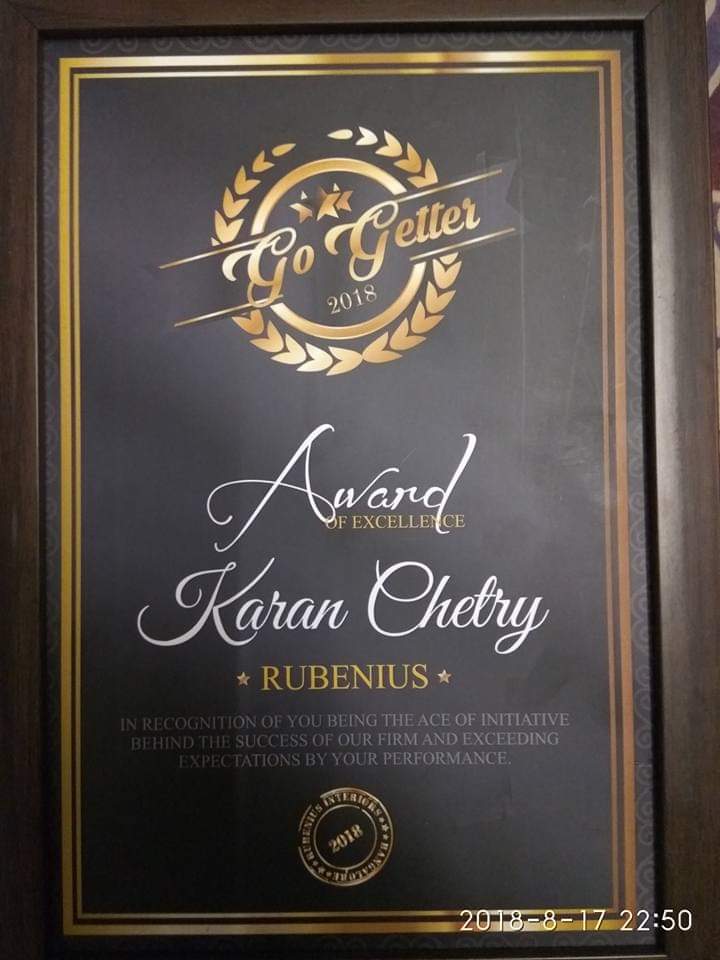 Go Getter
2018
Award
OF EXCELLENCE
Karan Chetry
RUBENIUS
IN RECOGNITION OF YOU BEING THE ACE OF INITIATIVE
BEHIND THE SUCCESS OF OUR FIRM AND EXCEEDING
EXPECTATIONS BY YOUR PERFORMANCE.
RUBENIUS INTERIORS
2018
BANGALORE
2018-8-17 22:50